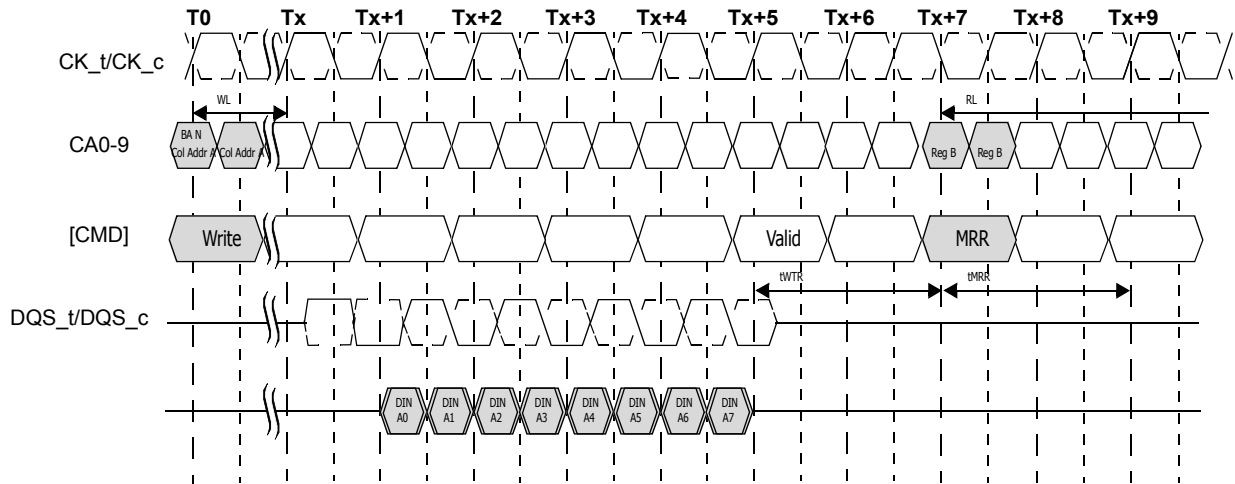 T0 Tx Tx+1 Tx+2 Tx+3 Tx+4 Tx+5 Tx+6 Tx+7 Tx+8 Tx+9
CK_t/CK_c
WL RL
CA0-9
BA N
Col Addr A Col Addr A Reg B Reg B
[CMD] Write Valid MRR
tWTR tMRR
DQS_t/DQS_c
DIN DIN DIN DIN DIN DIN DIN DIN
A0 A1 A2 A3 A4 A5 A6 A7